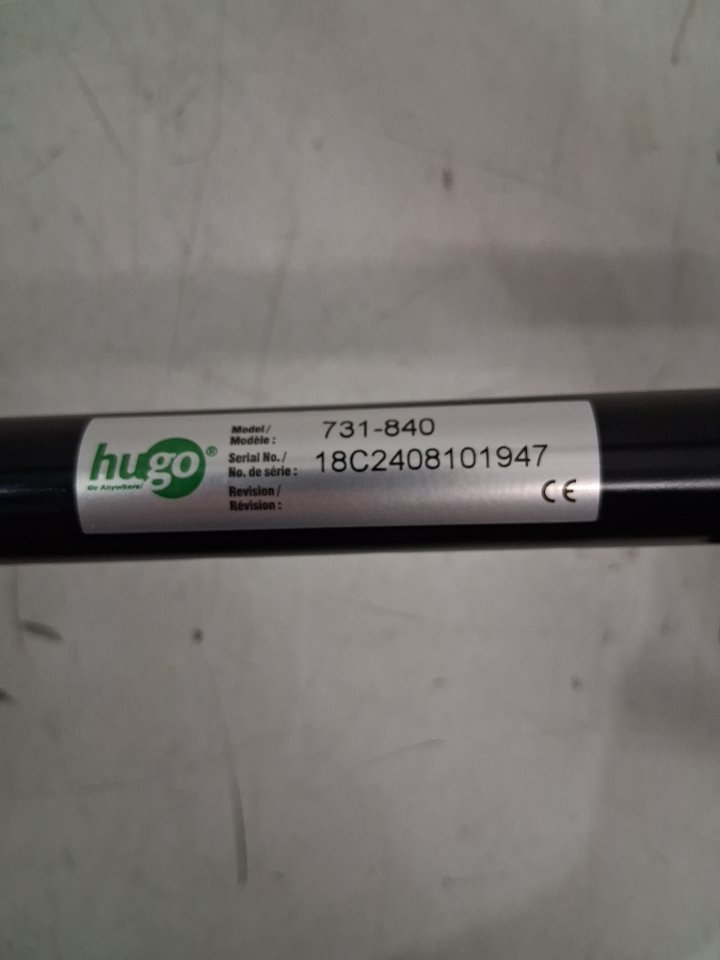 hugo®
Go Anywhere!
Model / 731-840
Modèle :
Serial No. / 18C2408101947
No. de série :
Revision /
Révision :
CE